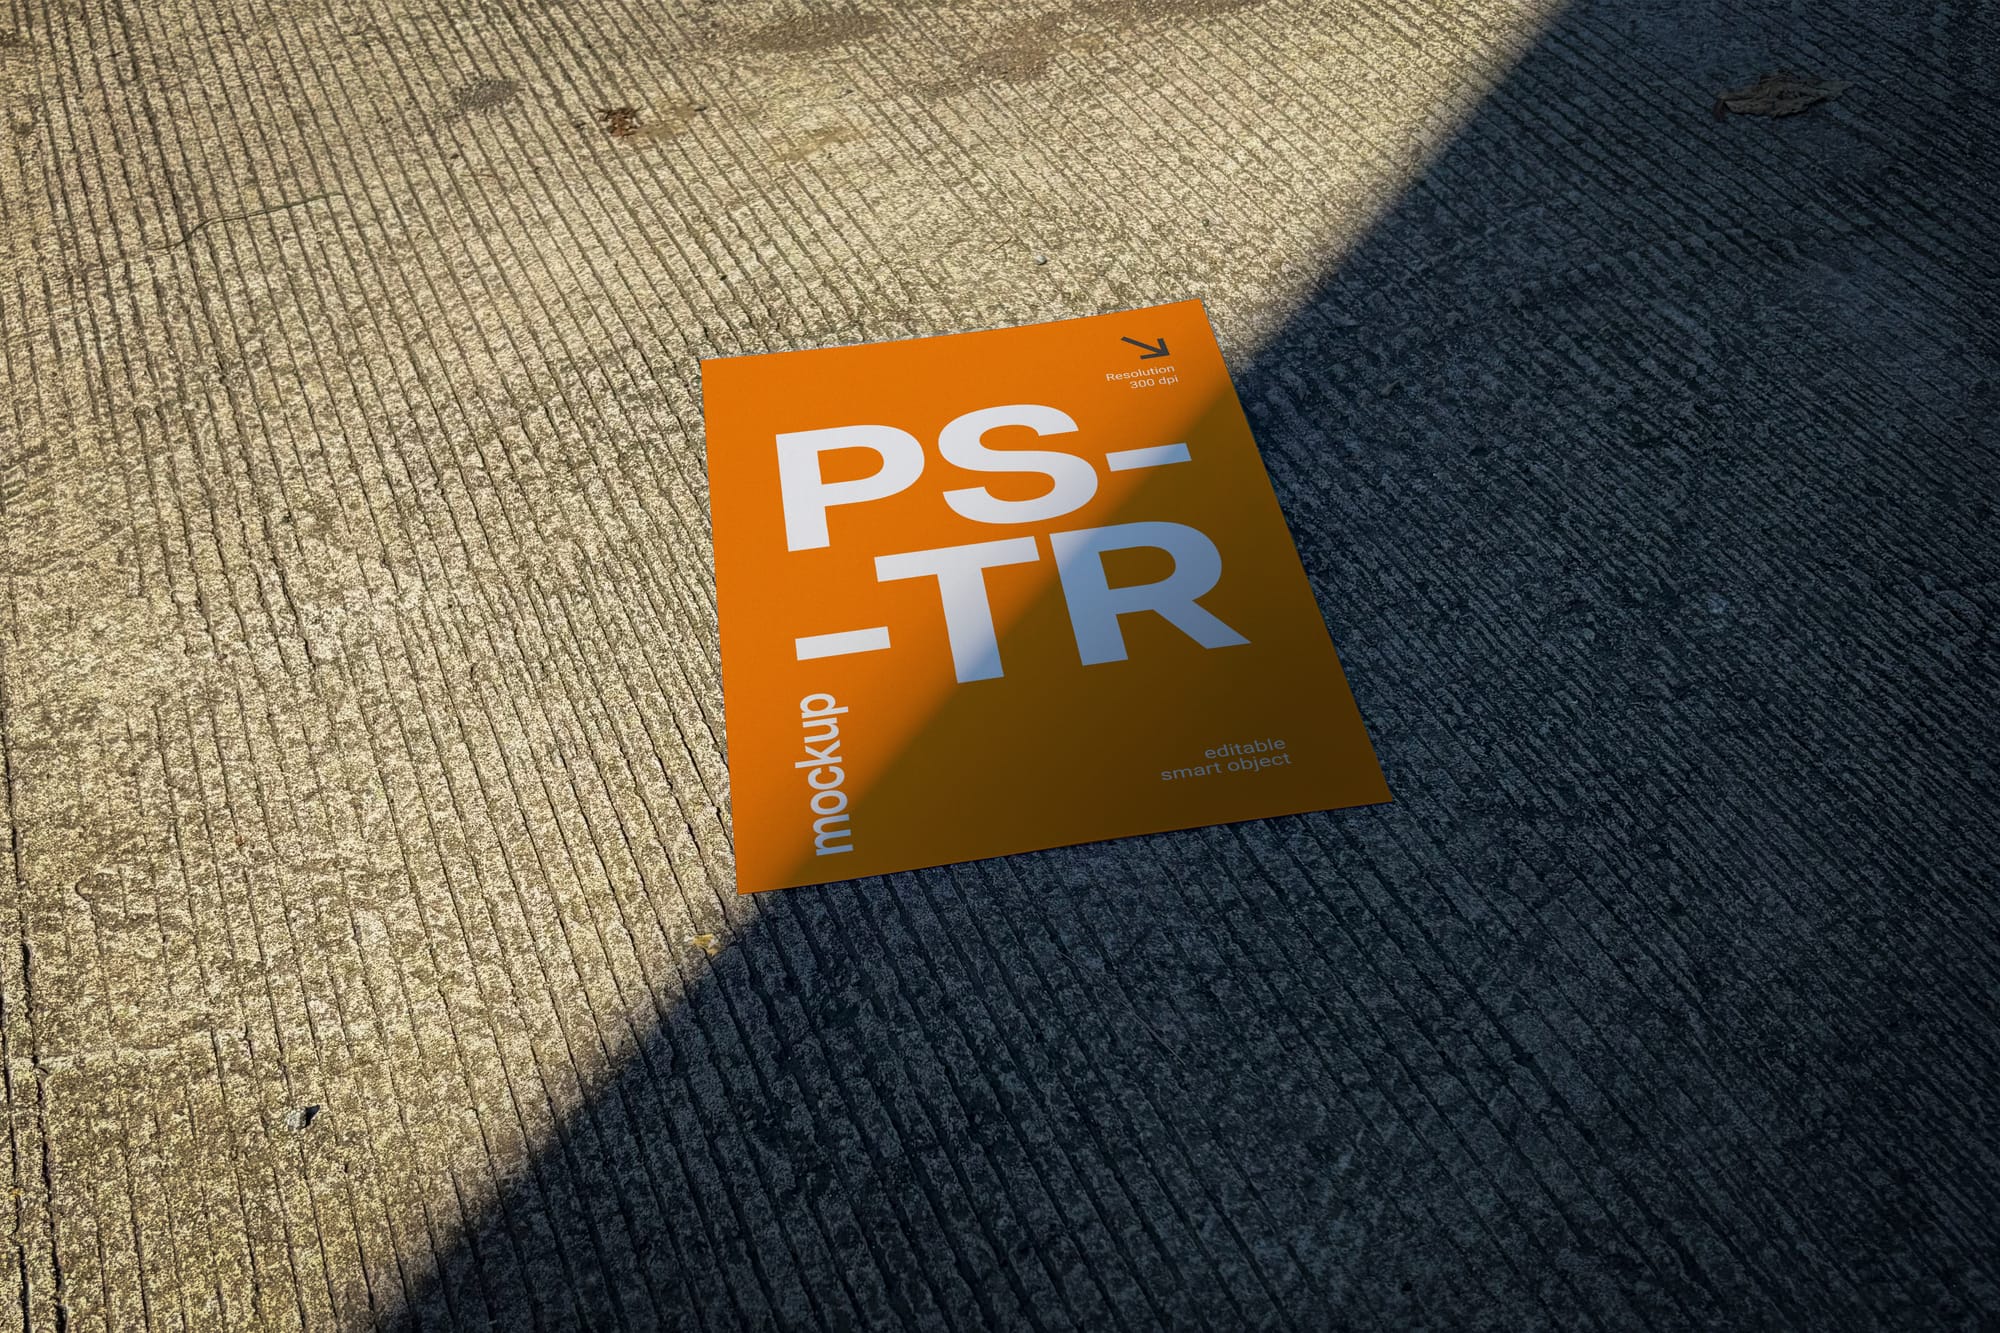 Resolution
300 dpi
PS-
-TR
mockup
editable
smart object